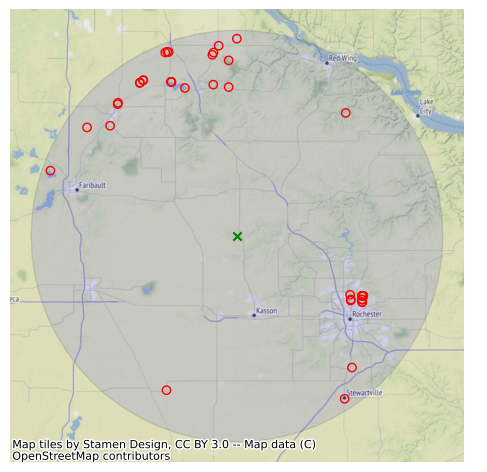 Red Wing
Lake
City
Faribault
eca
Kasson
Rochester
Stewartville
Map tiles by Stamen Design, CC BY 3.0 -- Map data (C)
OpenStreetMap contributors